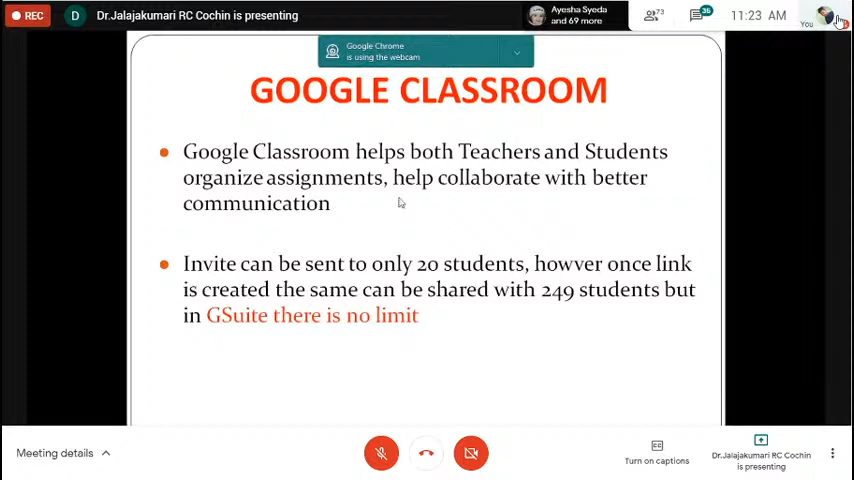 REC
D
Dr.Jalajakumari RC Cochin is presenting
Ayesha Syeda
and 69 more
73
36
11:23 AM
You
Google Chrome
is using the webcam
GOOGLE CLASSROOM
Google Classroom helps both Teachers and Students
organize assignments, help collaborate with better
communication
Invite can be sent to only 20 students, howver once link
is created the same can be shared with 249 students but
in GSuite there is no limit
Meeting details
Turn on captions
Dr.Jalajakumari RC Cochin
is presenting